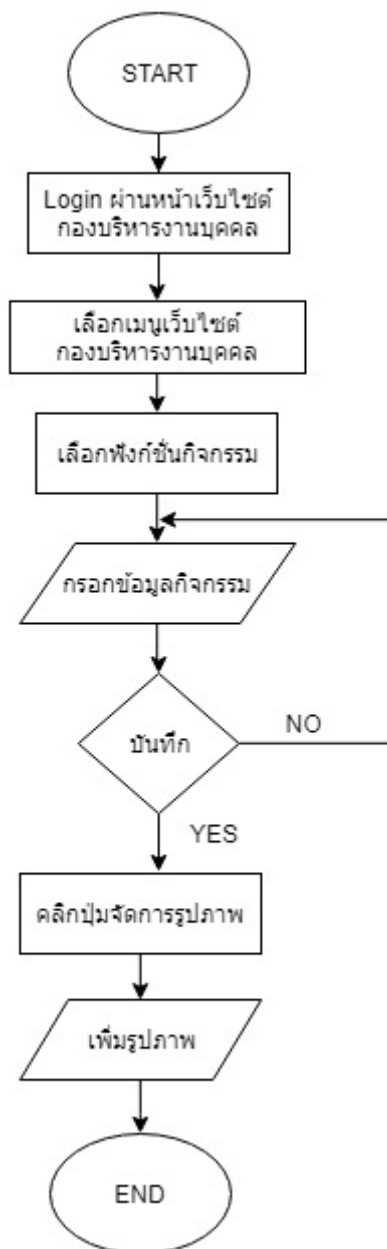 START
Login ผ่านหน้าเว็บไซต์
กองบริหารงานบุคคล
เลือกเมนูเว็บไซต์
กองบริหารงานบุคคล
เลือกฟังก์ชั่นกิจกรรม
กรอกข้อมูลกิจกรรม
บันทึก
NO
YES
คลิกปุ่มจัดการรูปภาพ
เพิ่มรูปภาพ
END